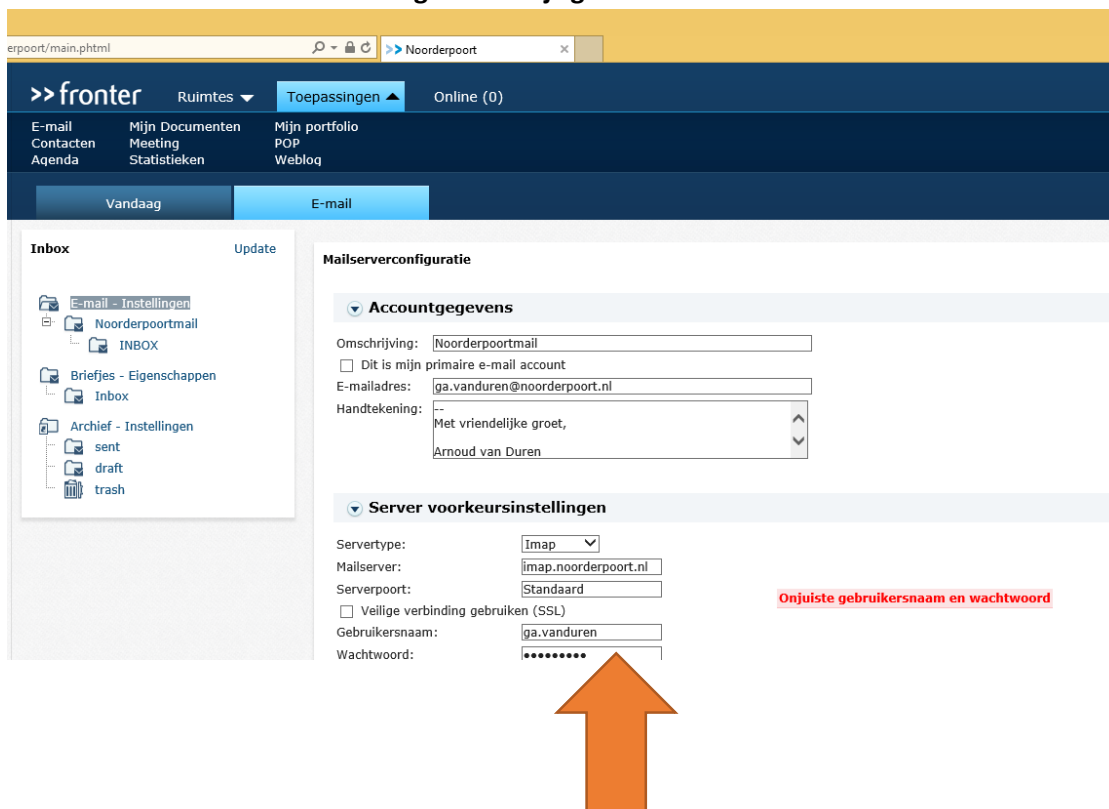 erpoort/main.phtml
>> Noorderpoort
>> fronter Ruimtes Toepassingen Online (0)
E-mail Mijn Documenten Mijn portfolio
Contacten Meeting POP
Agenda Statistieken Weblog
Vandaag E-mail
Inbox Update
E-mail - Instellingen
Noorderpoortmail
INBOX
Briefjes - Eigenschappen
Inbox
Archief - Instellingen
sent
draft
trash
Mailserverconfiguratie
Accountgegevens
Omschrijving: Noorderpoortmail
Dit is mijn primaire e-mail account
E-mailadres: ga.vanduren@noorderpoort.nl
Handtekening: --
Met vriendelijke groet,
Arnoud van Duren
Server voorkeursinstellingen
Servertype: Imap
Mailserver: imap.noorderpoort.nl
Serverpoort: Standaard
Veilige verbinding gebruiken (SSL)
Onjuiste gebruikersnaam en wachtwoord
Gebruikersnaam: ga.vanduren
Wachtwoord: •••••••••